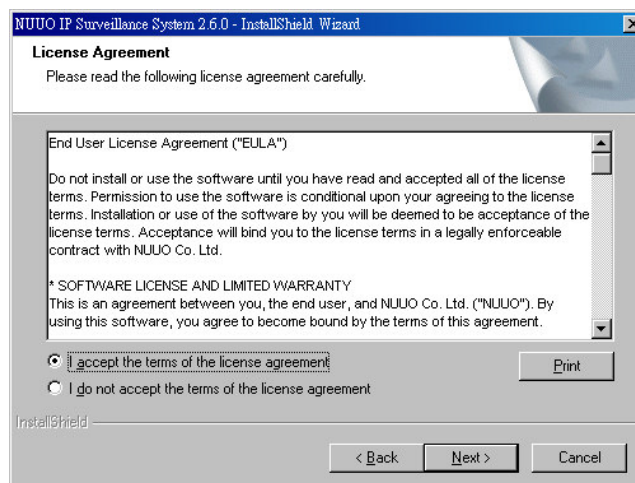 NUUO IP Surveillance System 2.6.0 - InstallShield Wizard
License Agreement
Please read the following license agreement carefully.
End User License Agreement ("EULA")
Do not install or use the software until you have read and accepted all of the license
terms. Permission to use the software is conditional upon your agreeing to the license
terms. Installation or use of the software by you will be deemed to be acceptance of the
license terms. Acceptance will bind you to the license terms in a legally enforceable
contract with NUUO Co. Ltd.
* SOFTWARE LICENSE AND LIMITED WARRANTY
This is an agreement between you, the end user, and NUUO Co. Ltd. ("NUUO"). By
using this software, you agree to become bound by the terms of this agreement.
I accept the terms of the license agreement
Print
I do not accept the terms of the license agreement
InstallShield
< Back
Next >
Cancel